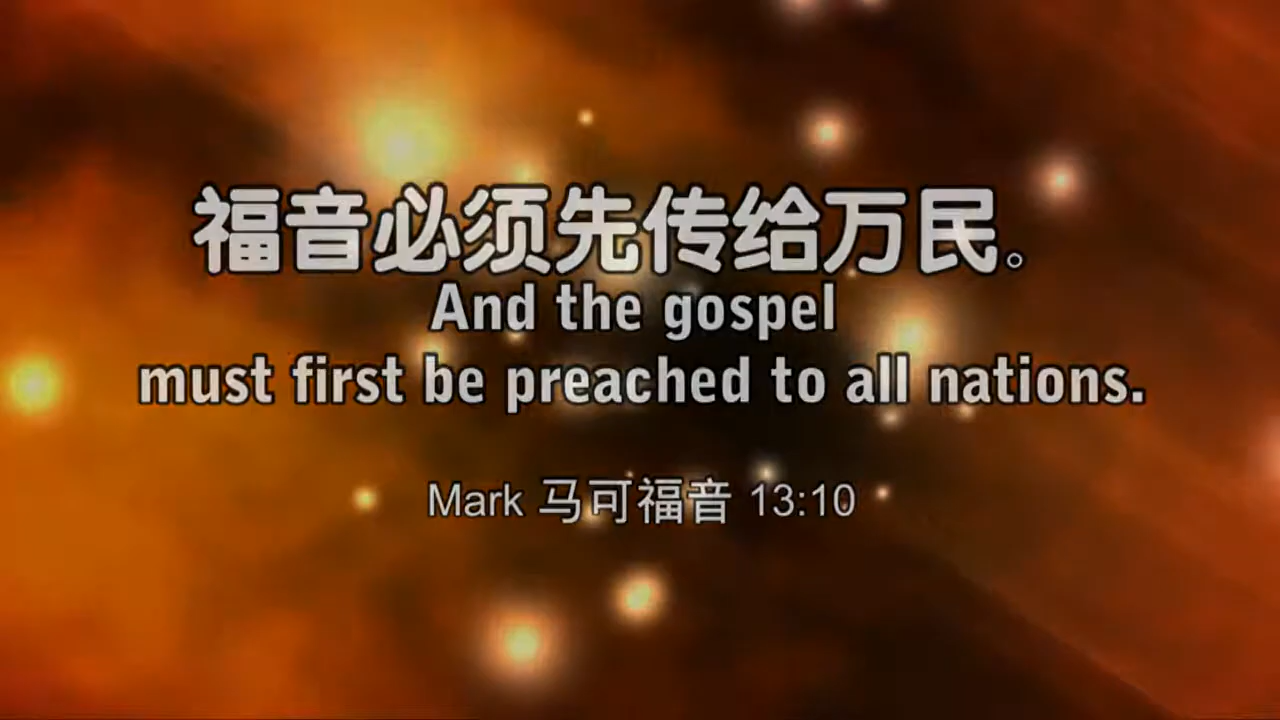 福音必须先传给万民。
And the gospel
must first be preached to all nations.
Mark 马可福音 13:10